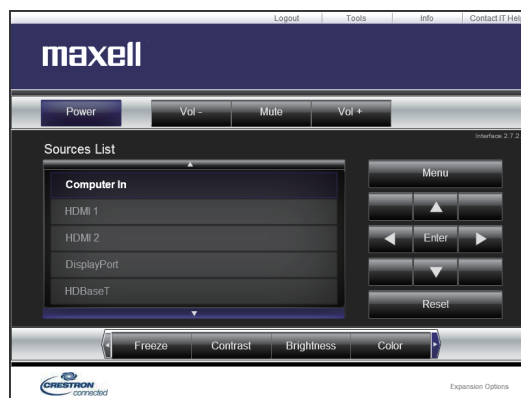 Logout Tools Info Contact IT Help
maxell
Power Vol - Mute Vol +
Interface 2.7.2
Sources List
Computer In
HDMI 1
HDMI 2
DisplayPort
HDBaseT
Menu
Enter
Reset
Freeze Contrast Brightness Color
CRESTRON
connected
Expansion Options